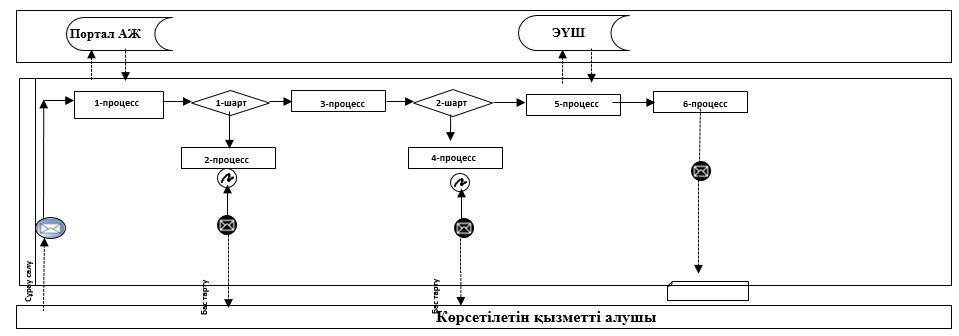 Портал АЖ
ЭҮШ
1-процесс
1-шарт
3-процесс
2-шарт
5-процесс
6-процесс
2-процесс
4-процесс
Сұрау салу
Бас тарту
Бас тарту
Көрсетілетін қызметті алушы